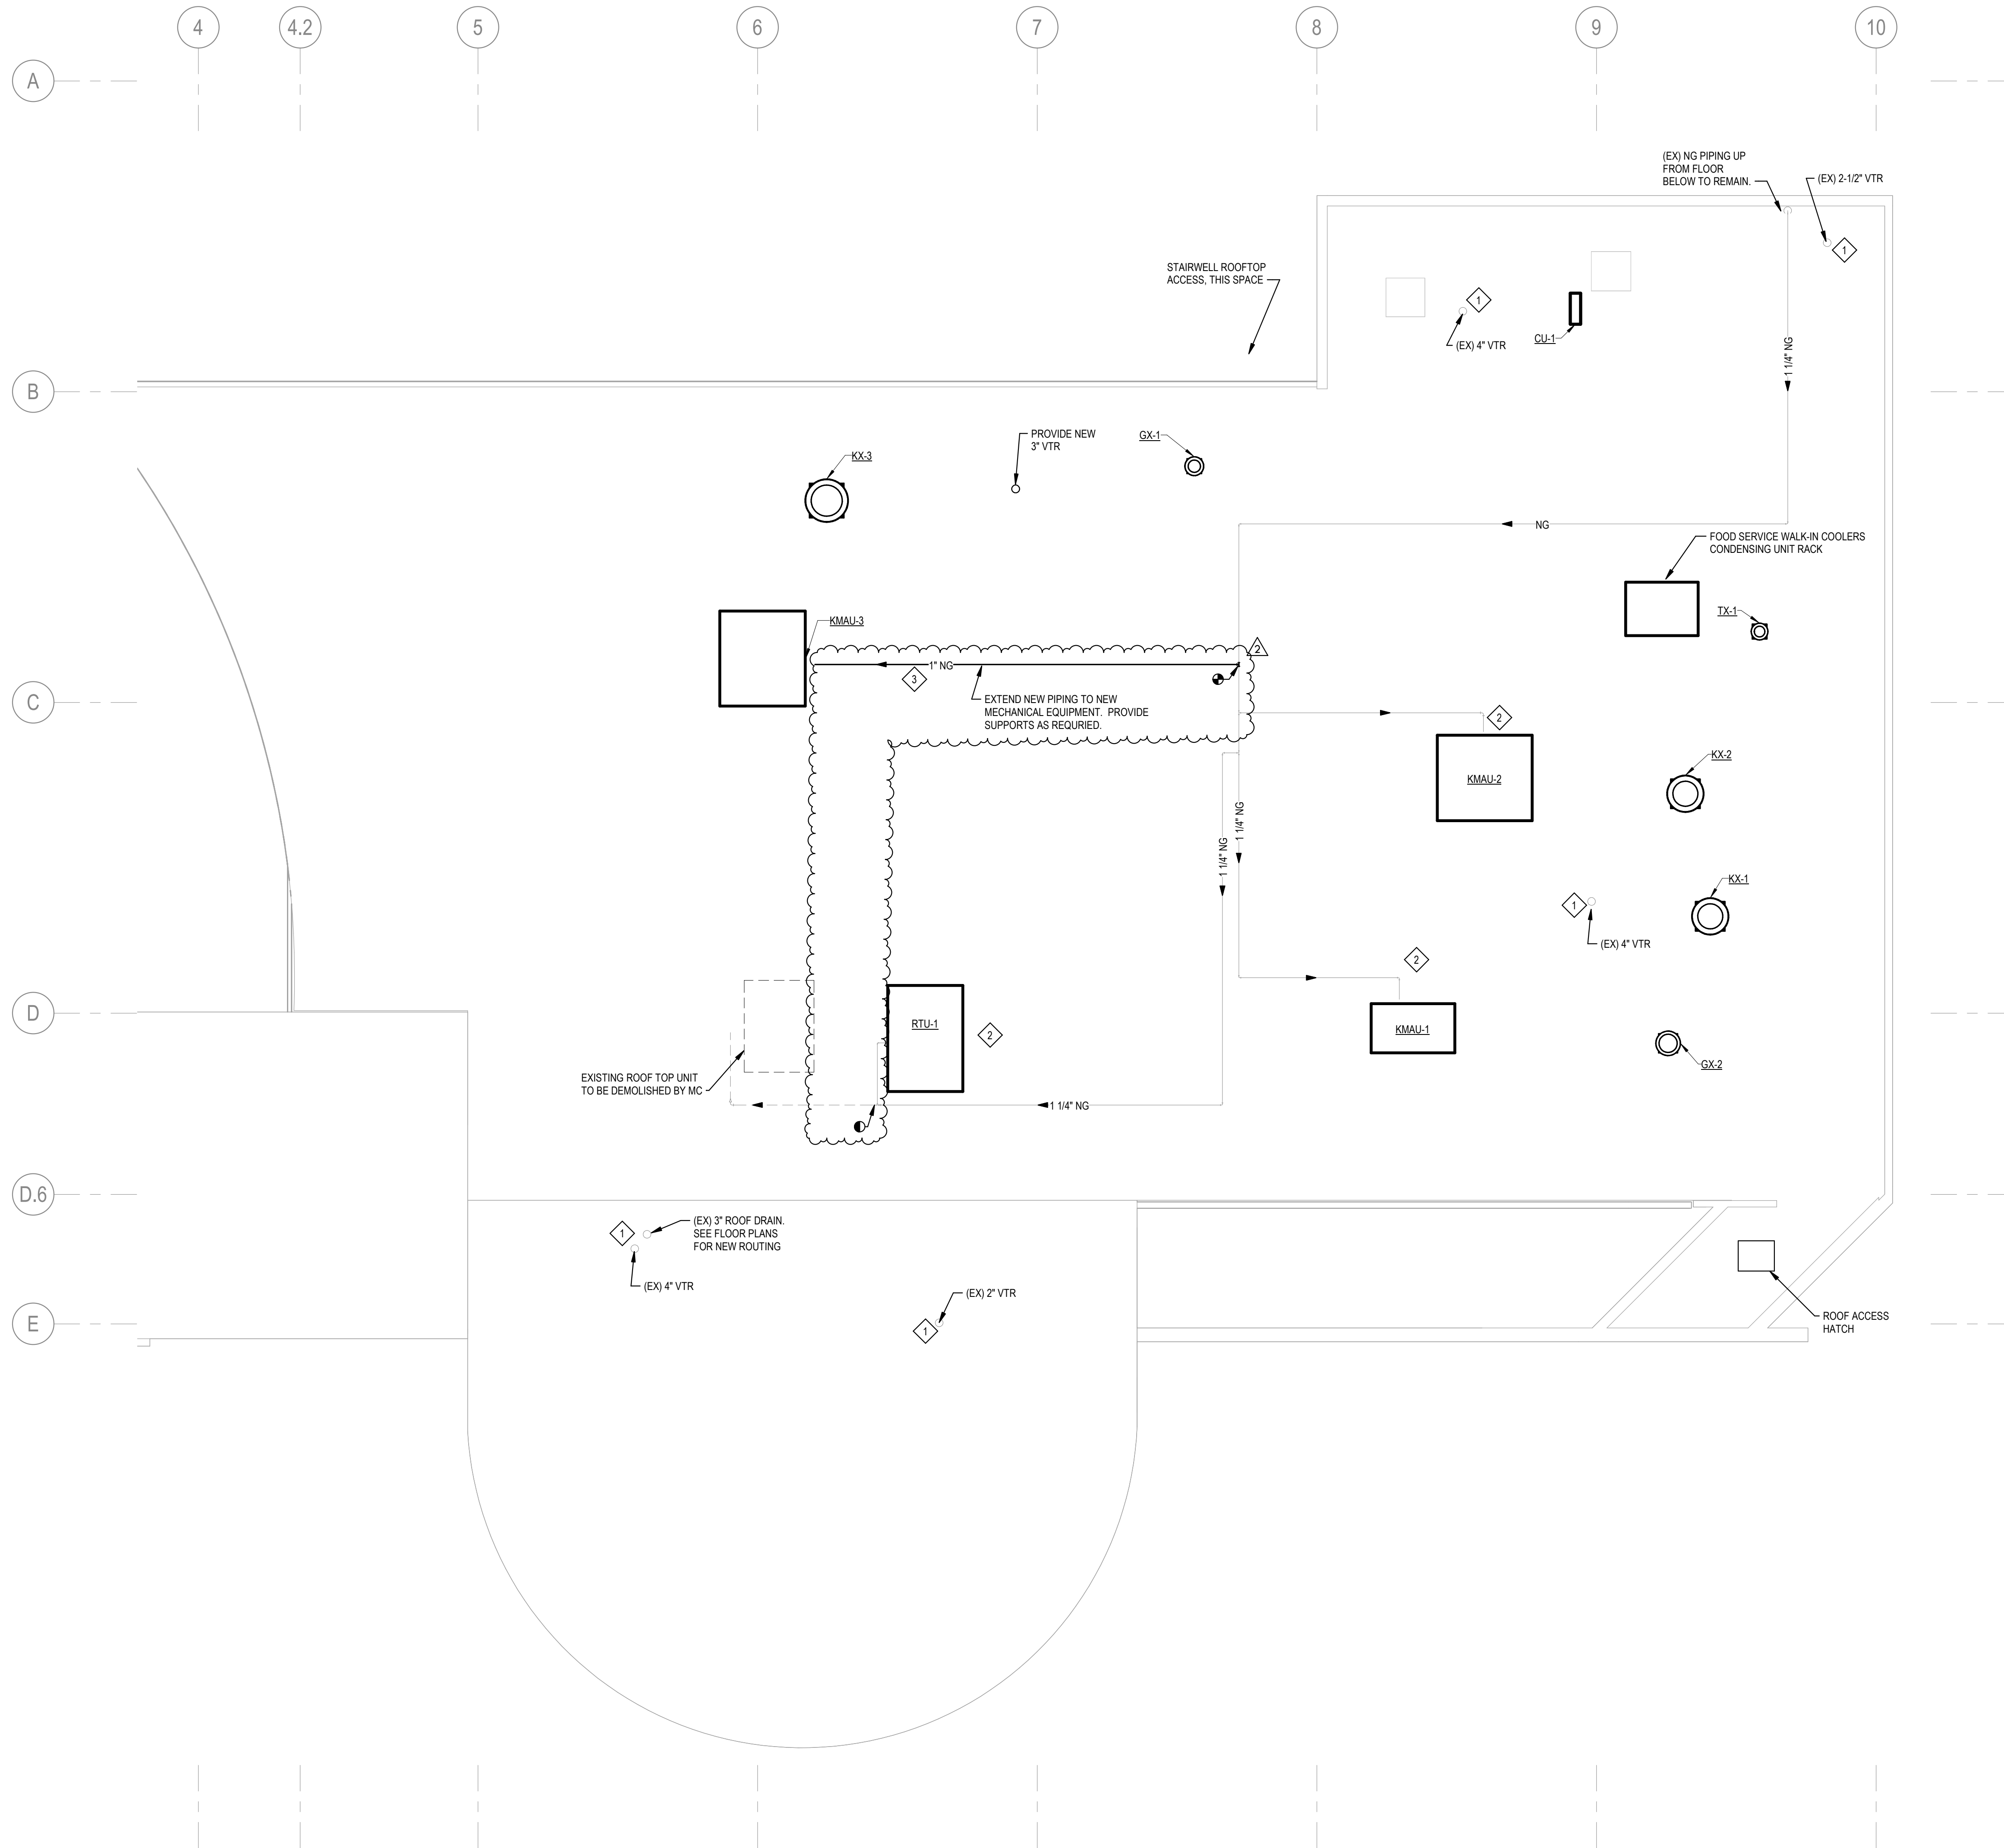 4
4.2
5
6
7
8
9
10
A
(EX) NG PIPING UP
FROM FLOOR
BELOW TO REMAIN.
(EX) 2-1/2" VTR
1
STAIRWELL ROOFTOP
ACCESS, THIS SPACE
1
(EX) 4" VTR
CU-1
1 1/4" NG
B
PROVIDE NEW
3" VTR
GX-1
KX-3
NG
FOOD SERVICE WALK-IN COOLERS
CONDENSING UNIT RACK
TX-1
KMAU-3
2
1" NG
3
EXTEND NEW PIPING TO NEW
MECHANICAL EQUIPMENT. PROVIDE
SUPPORTS AS REQURIED.
C
2
KMAU-2
KX-2
1 1/4" NG
1 1/4" NG
KX-1
1
(EX) 4" VTR
2
D
RTU-1
2
KMAU-1
GX-2
EXISTING ROOF TOP UNIT
TO BE DEMOLISHED BY MC
1 1/4" NG
D.6
1
(EX) 3" ROOF DRAIN.
SEE FLOOR PLANS
FOR NEW ROUTING
(EX) 4" VTR
(EX) 2" VTR
1
E
ROOF ACCESS
HATCH